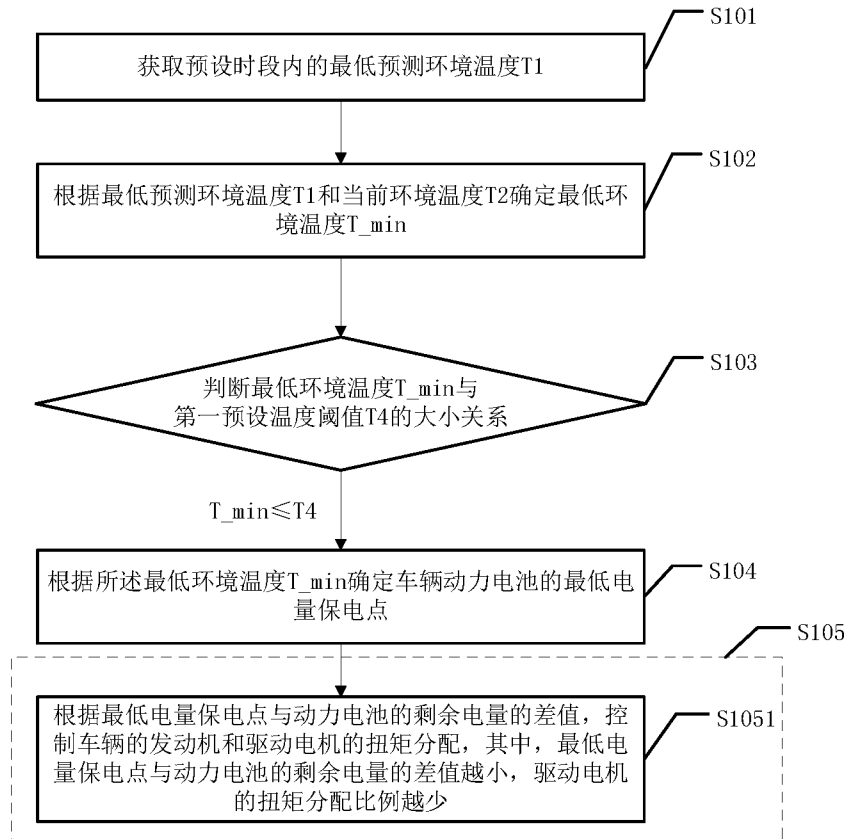 S101
获取预设时段内的最低预测环境温度T1
S102
根据最低预测环境温度T1和当前环境温度T2确定最低环
境温度T_min
S103
判断最低环境温度T_min与
第一预设温度阈值T4的大小关系
T_min≤T4
S104
根据所述最低环境温度T_min确定车辆动力电池的最低电
量保电点
S105
S1051
根据最低电量保电点与动力电池的剩余电量的差值，控
制车辆的发动机和驱动电机的扭矩分配，其中，最低电
量保电点与动力电池的剩余电量的差值越小，驱动电机
的扭矩分配比例越少